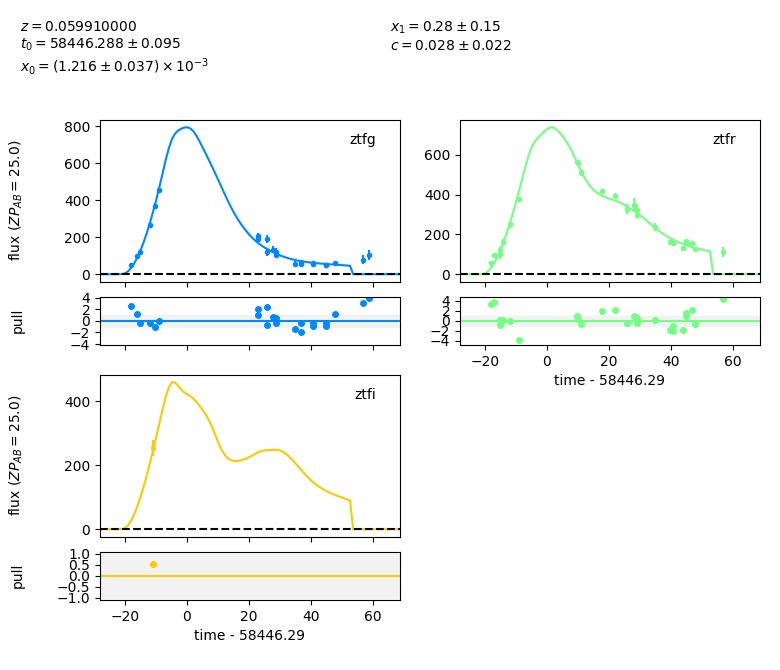 z = 0.059910000
t₀ = 58446.288 ± 0.095
x₀ = (1.216 ± 0.037) × 10⁻³
x₁ = 0.28 ± 0.15
c = 0.028 ± 0.022
flux (ZP_AB = 25.0)
800
600
400
200
0
ztfg
600
400
200
0
ztfr
pull
4
2
0
−2
−4
4
2
0
−2
−4
−20 0 20 40 60
time - 58446.29
flux (ZP_AB = 25.0)
400
200
0
ztfi
pull
1.0
0.5
0.0
−0.5
−1.0
−20 0 20 40 60
time - 58446.29